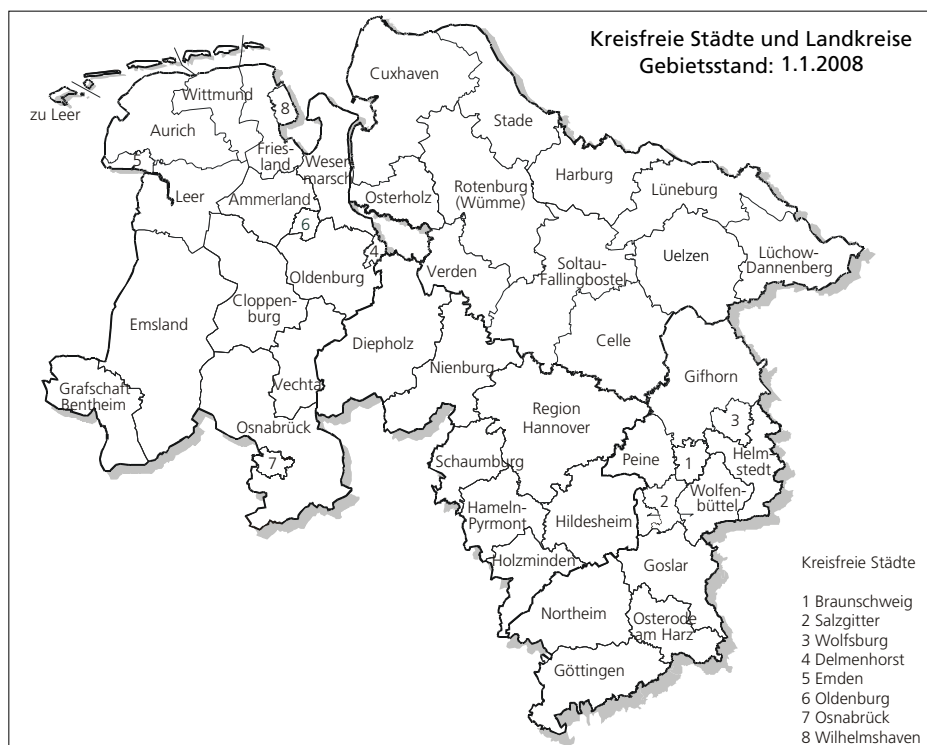 Kreisfreie Städte und Landkreise
Gebietsstand: 1.1.2008
zu Leer
Wittmund
Aurich
8
Fries-
land
Weser-
marsch
5
Leer
Ammerland
6
Oldenburg
4
Cloppen-
burg
Emsland
Grafschaft
Bentheim
Vechta
Osnabrück
7
Cuxhaven
Stade
Osterholz
Rotenburg
(Wümme)
Harburg
Lüneburg
Lüchow-
Dannenberg
Uelzen
Soltau-
Fallingbostel
Verden
Celle
Diepholz
Nienburg
Region
Hannover
Gifhorn
3
Helm-
stedt
Peine
1
2
Wolfen-
büttel
Schaumburg
Hameln-
Pyrmont
Hildesheim
Holzminden
Goslar
Northeim
Osterode
am Harz
Göttingen
Kreisfreie Städte
1 Braunschweig
2 Salzgitter
3 Wolfsburg
4 Delmenhorst
5 Emden
6 Oldenburg
7 Osnabrück
8 Wilhelmshaven